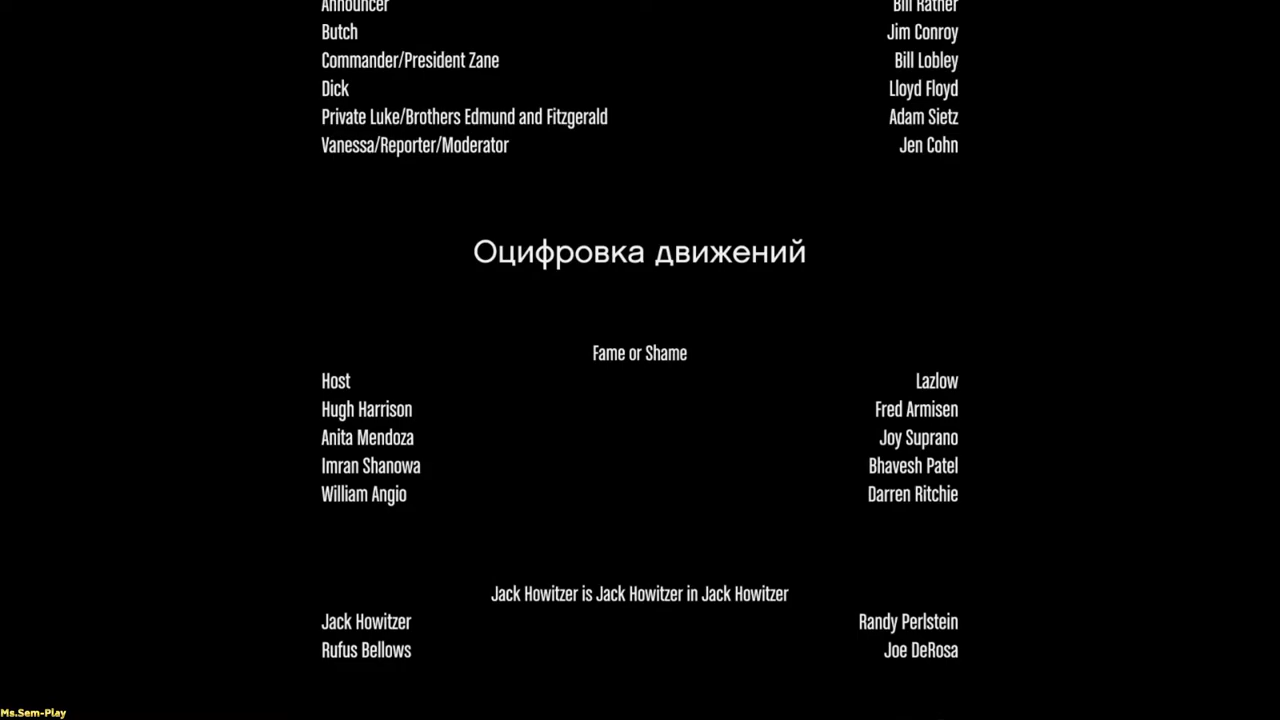 Announcer Bill Rather
Butch Jim Conroy
Commander/President Zane Bill Lobley
Dick Lloyd Floyd
Private Luke/Brothers Edmund and Fitzgerald Adam Sietz
Vanessa/Reporter/Moderator Jen Cohn
Оцифровка движений
Fame or Shame
Host Lazlow
Hugh Harrison Fred Armisen
Anita Mendoza Joy Suprano
Imran Shanowa Bhavesh Patel
William Angio Darren Ritchie
Jack Howitzer is Jack Howitzer in Jack Howitzer
Jack Howitzer Randy Perlstein
Rufus Bellows Joe DeRosa
Ms.Sem-Play